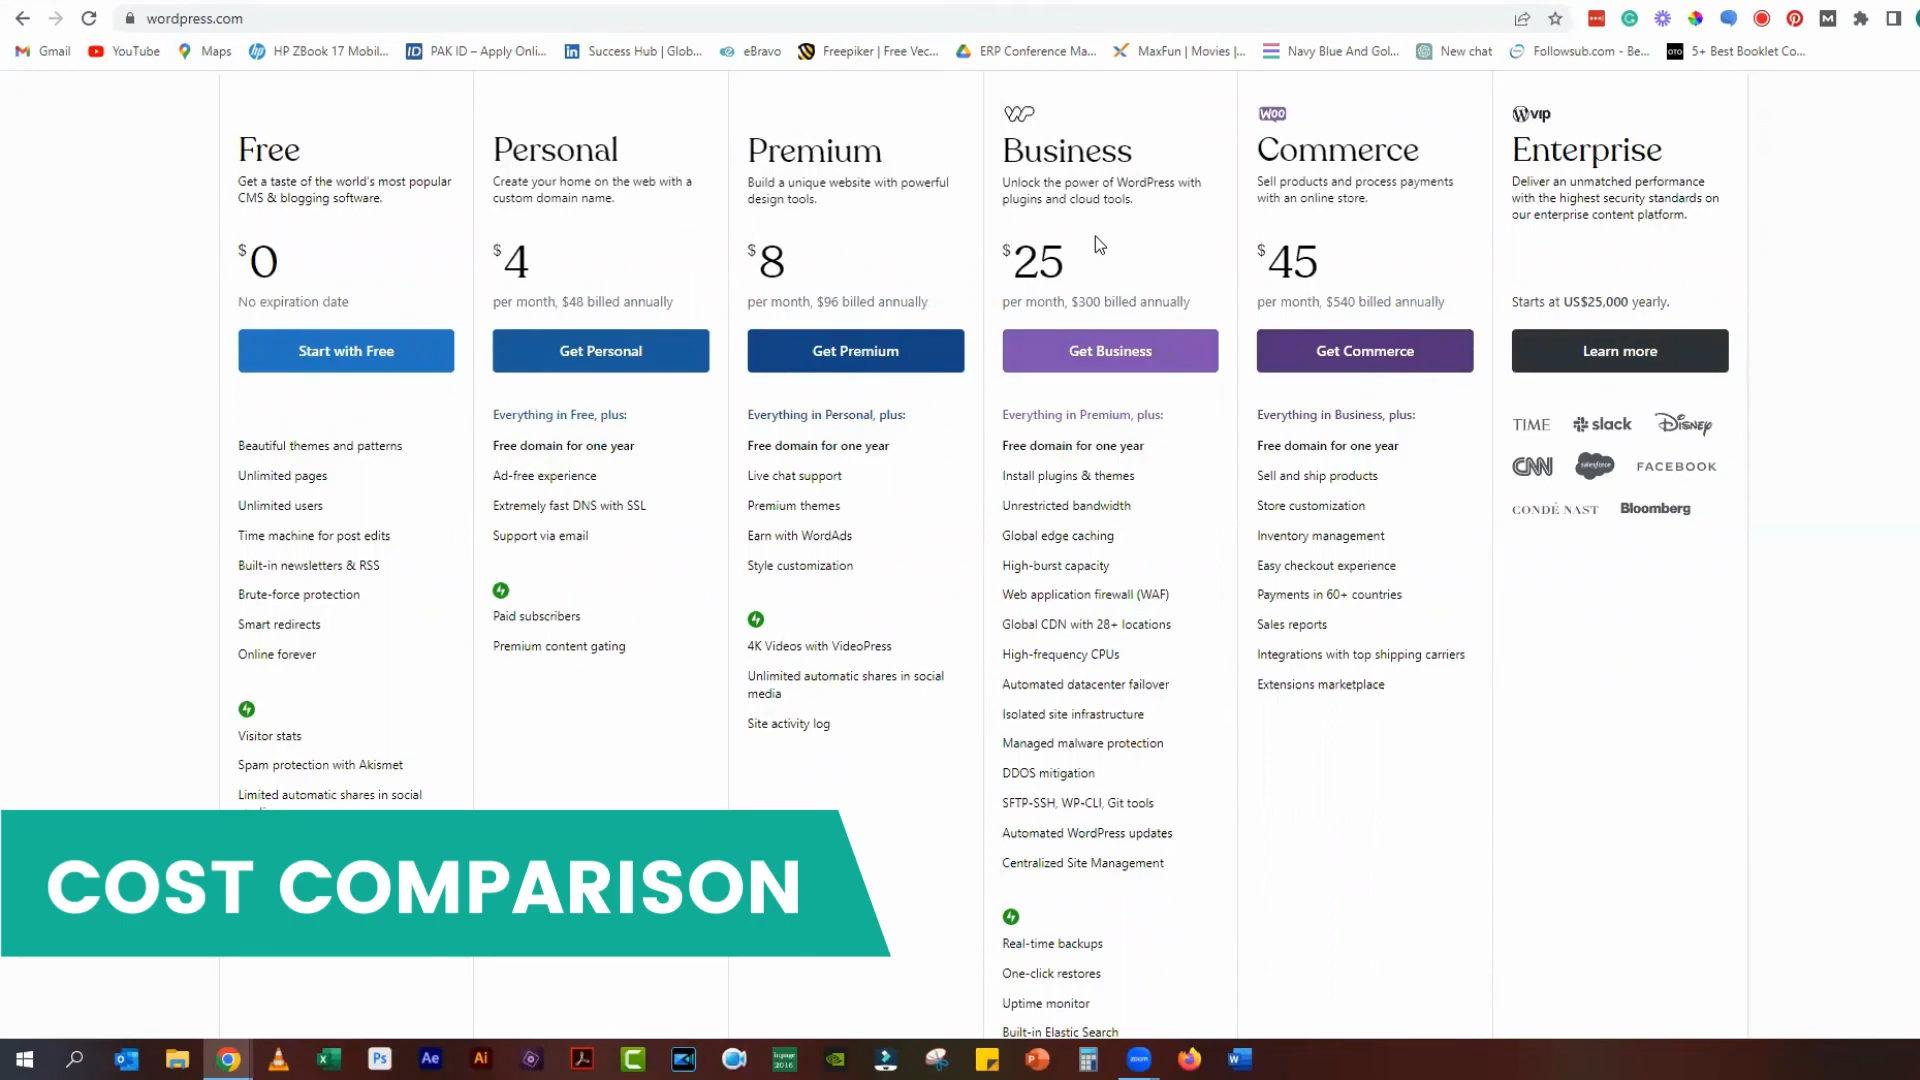 wordpress.com
M
Gmail
YouTube
Maps
HP ZBook 17 Mobil...
ID
PAK ID – Apply Onli...
in
Success Hub | Glob...
eBravo
Freepiker | Free Vec...
ERP Conference Ma...
MaxFun | Movies |...
Navy Blue And Gol...
New chat
Followsub.com - Be...
OTO
5+ Best Booklet Co...
Free
Get a taste of the world's most popular
CMS & blogging software.
$0
No expiration date
Start with Free
Beautiful themes and patterns
Unlimited pages
Unlimited users
Time machine for post edits
Built-in newsletters & RSS
Brute-force protection
Smart redirects
Online forever
Visitor stats
Spam protection with Akismet
Limited automatic shares in social
Personal
Create your home on the web with a
custom domain name.
$4
per month, $48 billed annually
Get Personal
Everything in Free, plus:
Free domain for one year
Ad-free experience
Extremely fast DNS with SSL
Support via email
Paid subscribers
Premium content gating
Premium
Build a unique website with powerful
design tools.
$8
per month, $96 billed annually
Get Premium
Everything in Personal, plus:
Free domain for one year
Live chat support
Premium themes
Earn with WordAds
Style customization
4K Videos with VideoPress
Unlimited automatic shares in social
media
Site activity log
Business
Unlock the power of WordPress with
plugins and cloud tools.
$25
per month, $300 billed annually
Get Business
Everything in Premium, plus:
Free domain for one year
Install plugins & themes
Unrestricted bandwidth
Global edge caching
High-burst capacity
Web application firewall (WAF)
Global CDN with 28+ locations
High-frequency CPUs
Automated datacenter failover
Isolated site infrastructure
Managed malware protection
DDOS mitigation
SFTP-SSH, WP-CLI, Git tools
Automated WordPress updates
Centralized Site Management
Real-time backups
One-click restores
Uptime monitor
Built-in Elastic Search
WOO
Commerce
Sell products and process payments
with an online store.
$45
per month, $540 billed annually
Get Commerce
Everything in Business, plus:
Free domain for one year
Sell and ship products
Store customization
Inventory management
Easy checkout experience
Payments in 60+ countries
Sales reports
Integrations with top shipping carriers
Extensions marketplace
vip
Enterprise
Deliver an unmatched performance
with the highest security standards on
our enterprise content platform.
Starts at US$25,000 yearly.
Learn more
TIME slack Disney
CNN salesforce FACEBOOK
CONDÉ NAST Bloomberg
COST COMPARISON
Ps
Ae
Ai
zoom